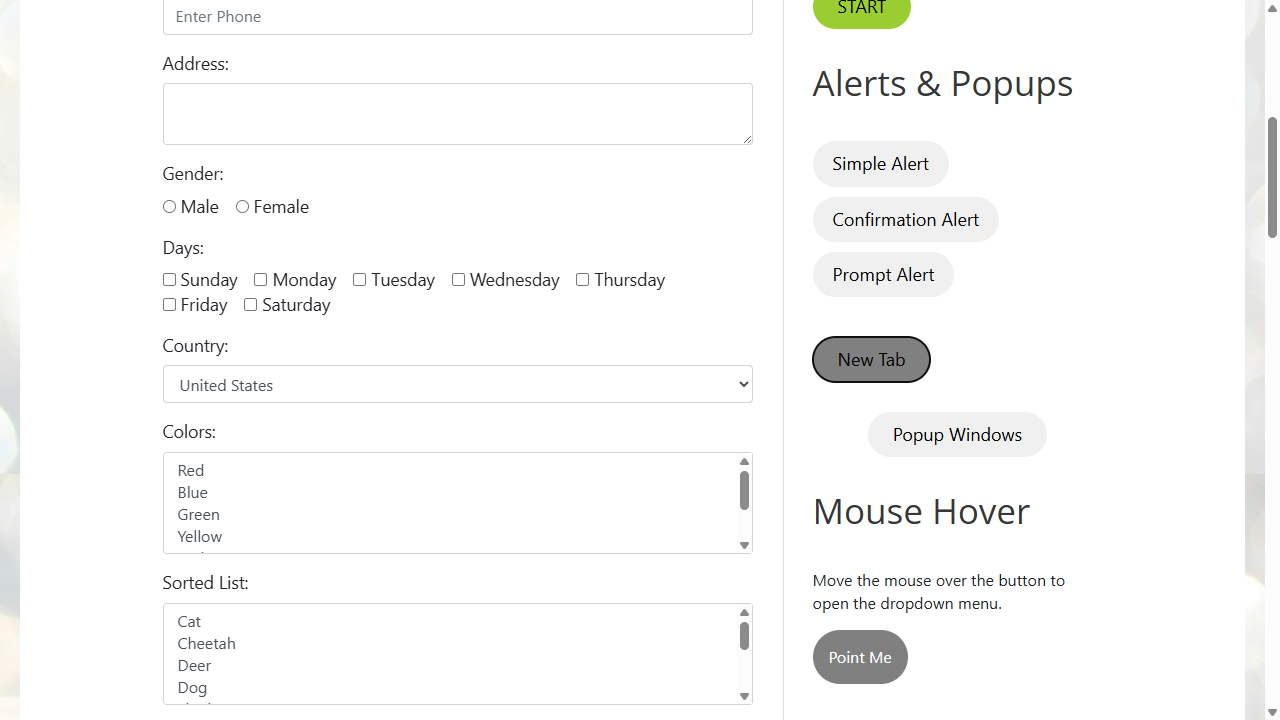 Enter Phone
Address:
Gender:
Male Female
Days:
Sunday Monday Tuesday Wednesday Thursday
Friday Saturday
Country:
United States
Colors:
Red
Blue
Green
Yellow
Sorted List:
Cat
Cheetah
Deer
Dog
START
Alerts & Popups
Simple Alert
Confirmation Alert
Prompt Alert
New Tab
Popup Windows
Mouse Hover
Move the mouse over the button to
open the dropdown menu.
Point Me